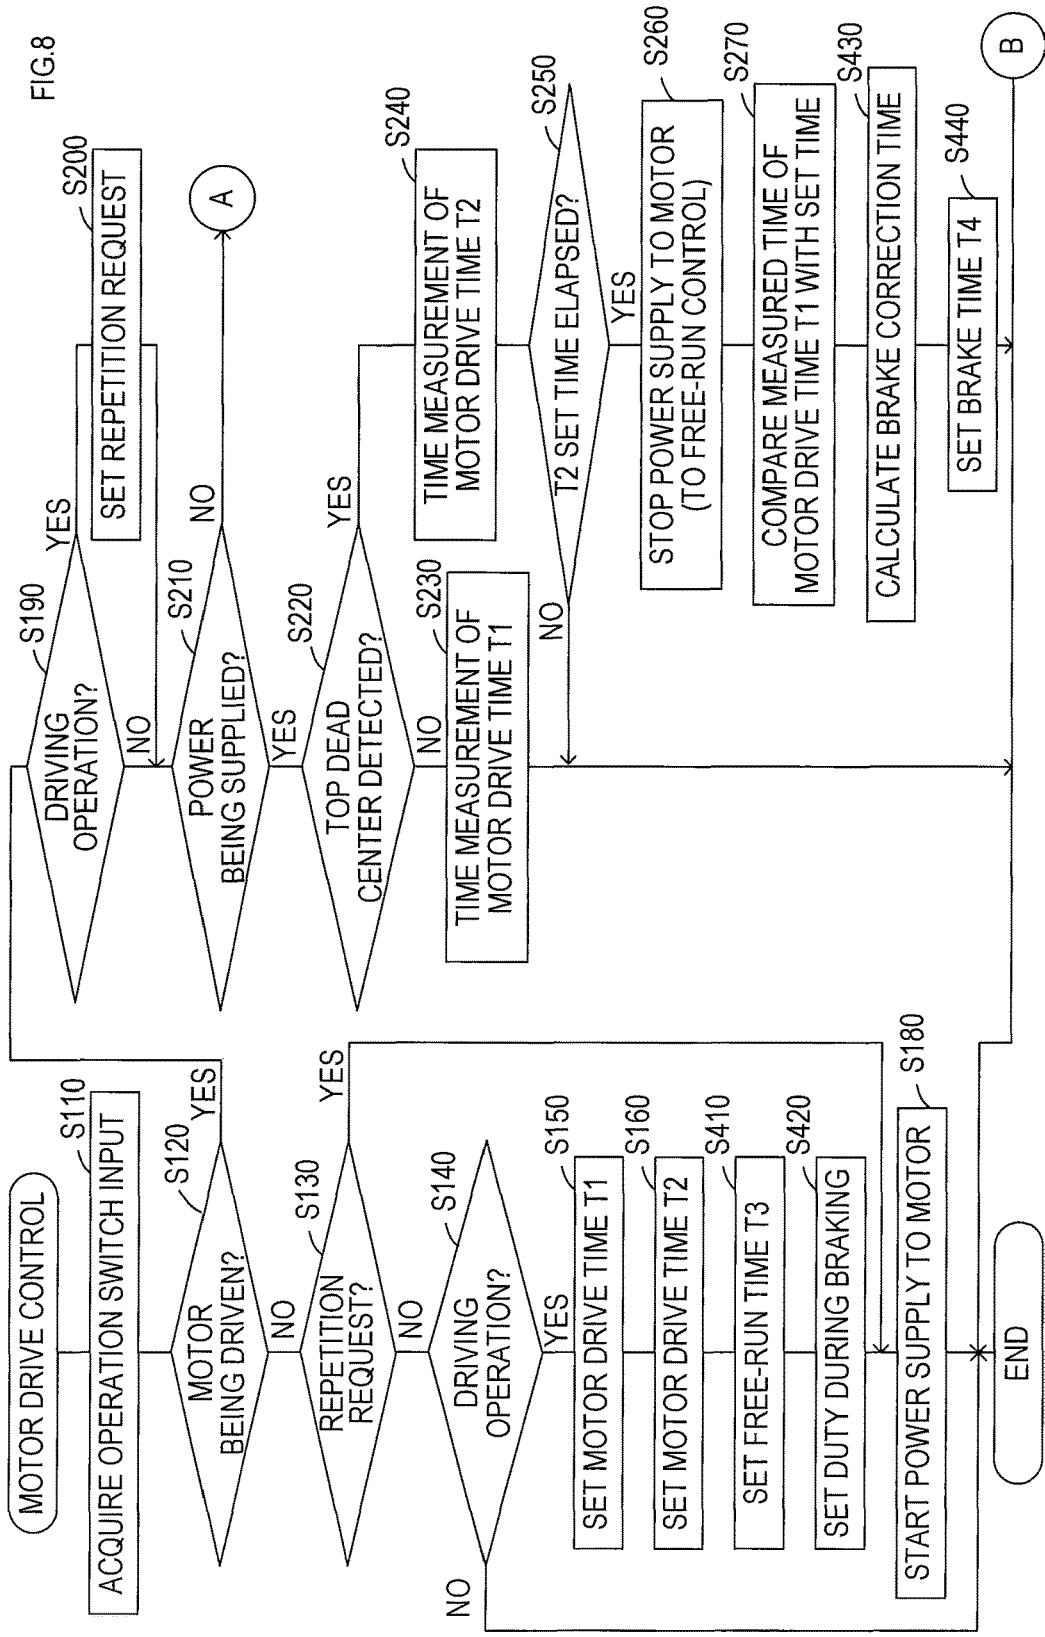 FIG.8
MOTOR DRIVE CONTROL
S110
ACQUIRE OPERATION SWITCH INPUT
S120
MOTOR
BEING DRIVEN?
YES
NO
S130
REPETITION
REQUEST?
YES
NO
S140
DRIVING
OPERATION?
NO
YES
S150
SET MOTOR DRIVE TIME T1
S160
SET MOTOR DRIVE TIME T2
S410
SET FREE-RUN TIME T3
S420
SET DUTY DURING BRAKING
S180
START POWER SUPPLY TO MOTOR
END
S190
DRIVING
OPERATION?
YES
NO
S200
SET REPETITION REQUEST
S210
POWER
BEING SUPPLIED?
NO
A
YES
S220
TOP DEAD
CENTER DETECTED?
YES
NO
S230
TIME MEASUREMENT OF
MOTOR DRIVE TIME T1
S240
TIME MEASUREMENT OF
MOTOR DRIVE TIME T2
S250
T2 SET TIME ELAPSED?
NO
YES
S260
STOP POWER SUPPLY TO MOTOR
(TO FREE-RUN CONTROL)
S270
COMPARE MEASURED TIME OF
MOTOR DRIVE TIME T1 WITH SET TIME
S430
CALCULATE BRAKE CORRECTION TIME
S440
SET BRAKE TIME T4
B